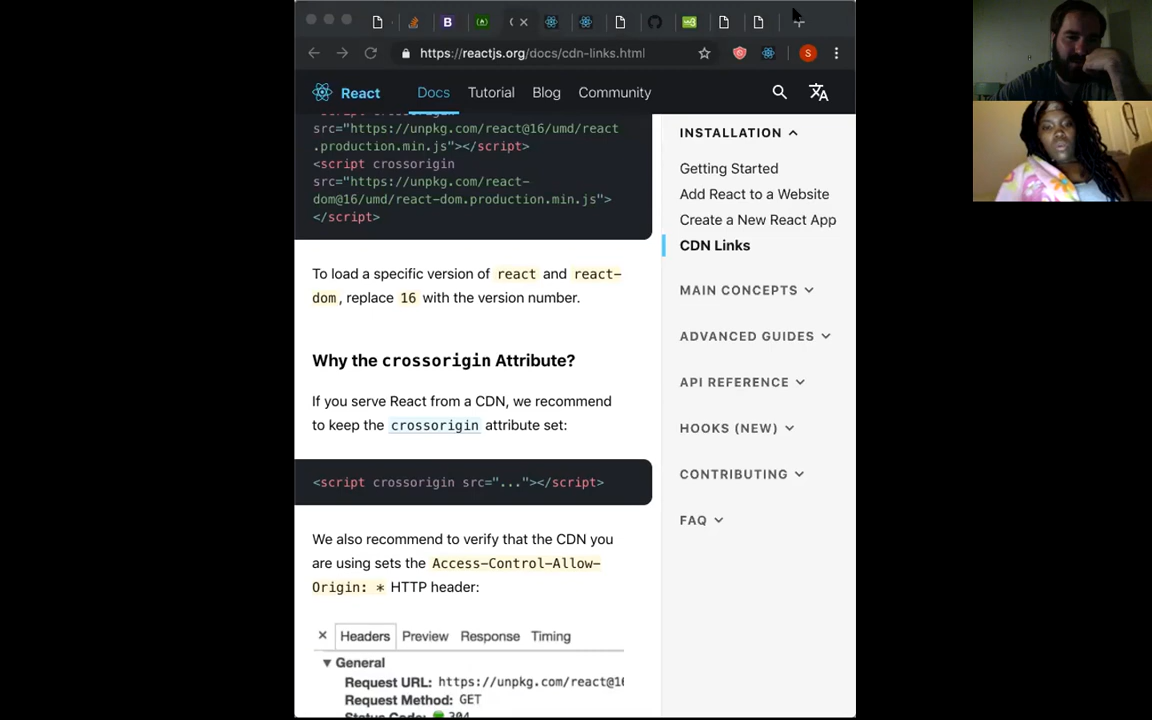 https://reactjs.org/docs/cdn-links.html
S
React
Docs
Tutorial
Blog
Community
src="https://unpkg.com/react@16/umd/react
.production.min.js"></script>
<script crossorigin
src="https://unpkg.com/react-
dom@16/umd/react-dom.production.min.js">
</script>
To load a specific version of react and react-
dom, replace 16 with the version number.
Why the crossorigin Attribute?
If you serve React from a CDN, we recommend
to keep the crossorigin attribute set:
<script crossorigin src="..."></script>
We also recommend to verify that the CDN you
are using sets the Access-Control-Allow-
Origin: * HTTP header:
Headers
Preview
Response
Timing
General
Request URL: https://unpkg.com/react@16
Request Method: GET
Status Code: 304
INSTALLATION
Getting Started
Add React to a Website
Create a New React App
CDN Links
MAIN CONCEPTS
ADVANCED GUIDES
API REFERENCE
HOOKS (NEW)
CONTRIBUTING
FAQ